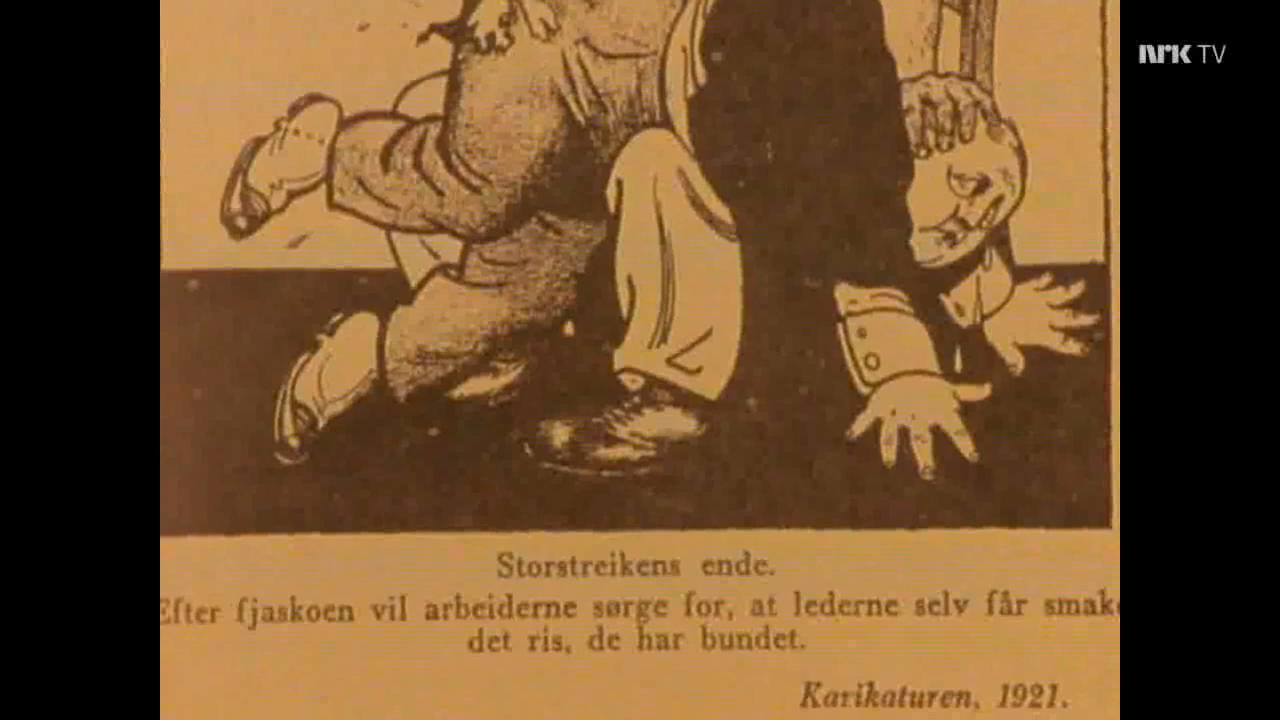 NRK TV
Storstreikens ende.
Efter fjaskoen vil arbeiderne sørge for, at lederne selv får smake
det ris, de har bundet.
Karikaturen, 1921.